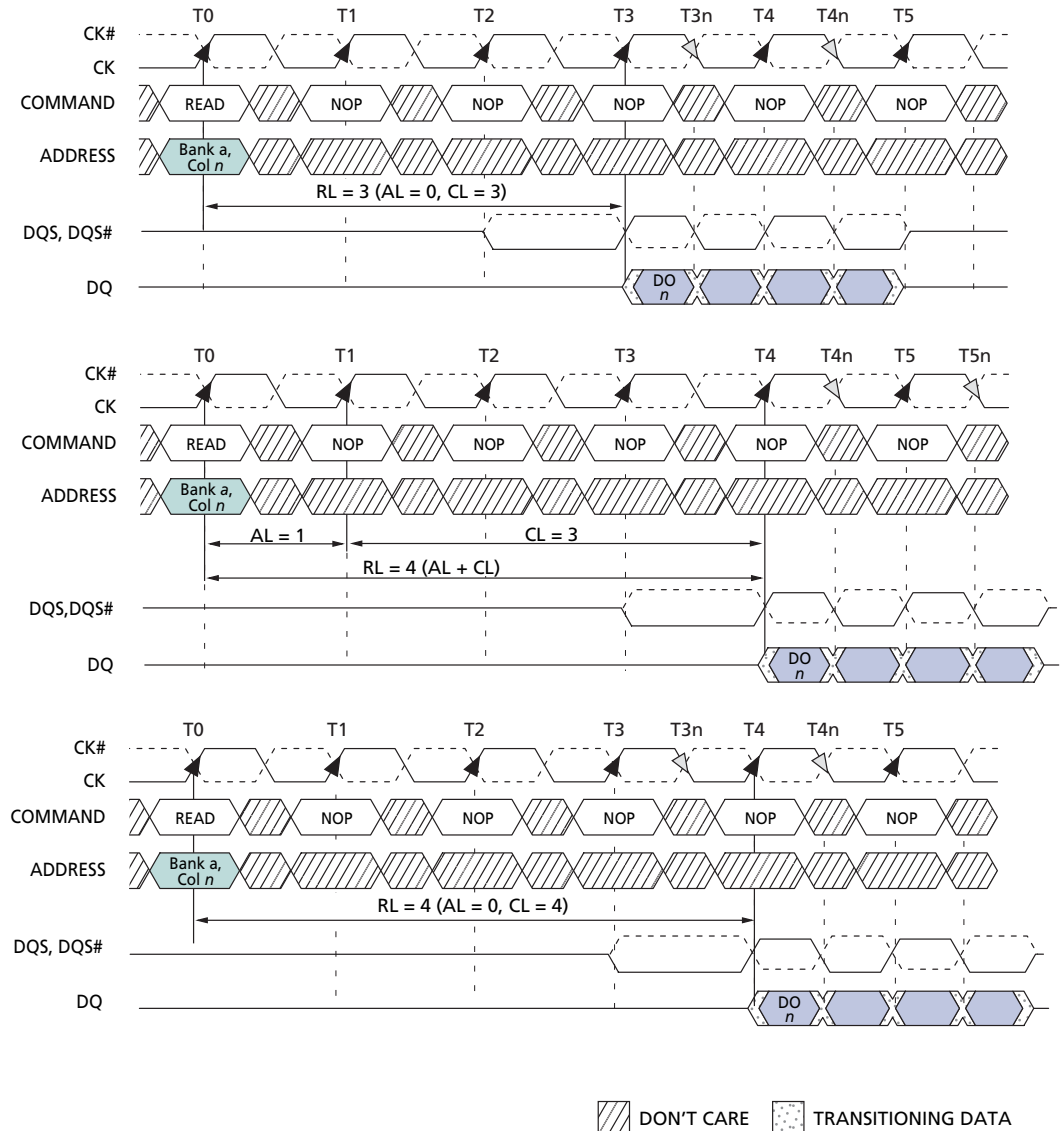 T0 T1 T2 T3 T3n T4 T4n T5
CK#
CK
COMMAND READ NOP NOP NOP NOP NOP
ADDRESS Bank a,
Col n
RL = 3 (AL = 0, CL = 3)
DQS, DQS#
DQ DO
n
T0 T1 T2 T3 T4 T4n T5 T5n
CK#
CK
COMMAND READ NOP NOP NOP NOP NOP
ADDRESS Bank a,
Col n
AL = 1 CL = 3
RL = 4 (AL + CL)
DQS,DQS#
DQ DO
n
T0 T1 T2 T3 T3n T4 T4n T5
CK#
CK
COMMAND READ NOP NOP NOP NOP NOP
ADDRESS Bank a,
Col n
RL = 4 (AL = 0, CL = 4)
DQS, DQS#
DQ DO
n
DON'T CARE TRANSITIONING DATA